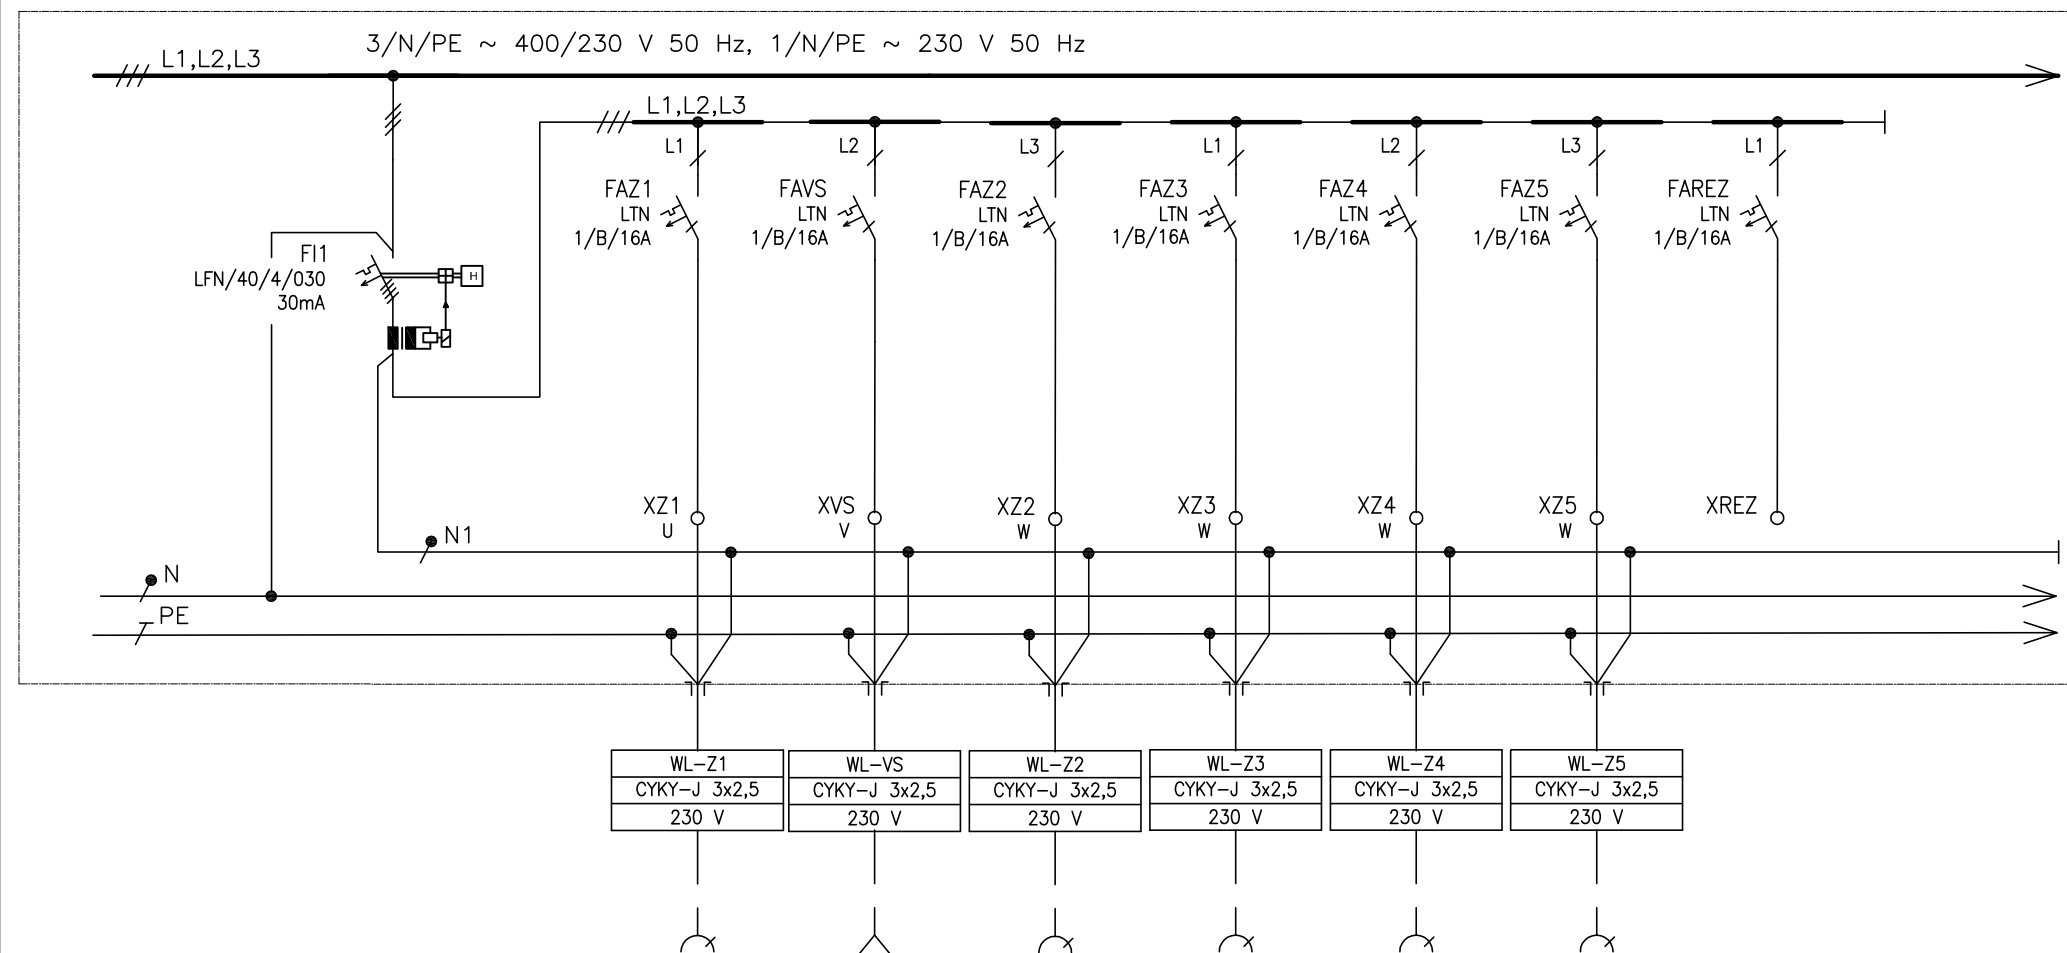 3/N/PE ~ 400/230 V 50 Hz, 1/N/PE ~ 230 V 50 Hz
L1,L2,L3
L1,L2,L3
L1 L2 L3 L1 L2 L3 L1
FAZ1 FAVS FAZ2 FAZ3 FAZ4 FAZ5 FAREZ
LTN LTN LTN LTN LTN LTN LTN
1/B/16A 1/B/16A 1/B/16A 1/B/16A 1/B/16A 1/B/16A 1/B/16A
FI1
LFN/40/4/030
30mA
H
XZ1 XVS XZ2 XZ3 XZ4 XZ5 XREZ
U V W W W W
N1
N
PE
WL-Z1 WL-VS WL-Z2 WL-Z3 WL-Z4 WL-Z5
CYKY-J 3x2,5 CYKY-J 3x2,5 CYKY-J 3x2,5 CYKY-J 3x2,5 CYKY-J 3x2,5 CYKY-J 3x2,5
230 V 230 V 230 V 230 V 230 V 230 V